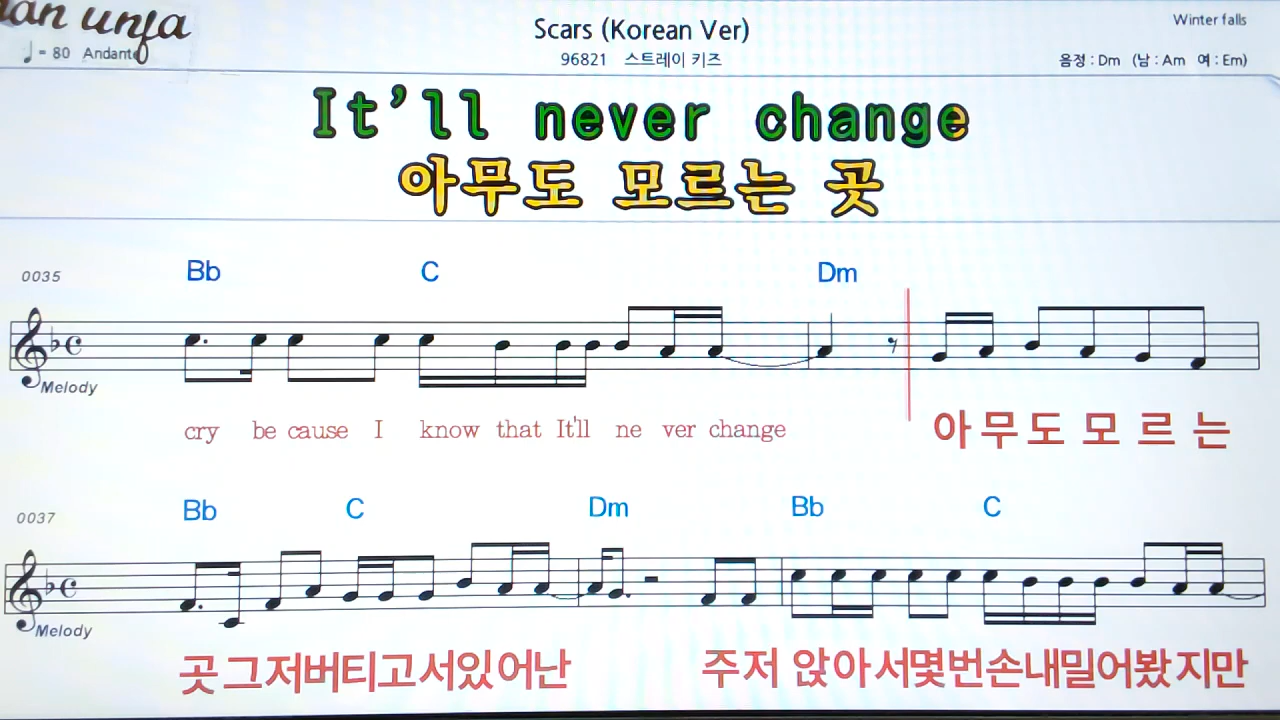 Scars (Korean Ver)
Winter falls
= 80 Andante
96821 스트레이 키즈
음정 : Dm (남 : Am 여 : Em)
It'll never change
아무도 모르는 곳
0035
Bb C Dm
Melody
cry be cause I know that It'll ne ver change 아무도 모르는
0037
Bb C Dm Bb C
Melody
곳그저버티고서있어난 주저 앉아서몇번손내밀어봤지만